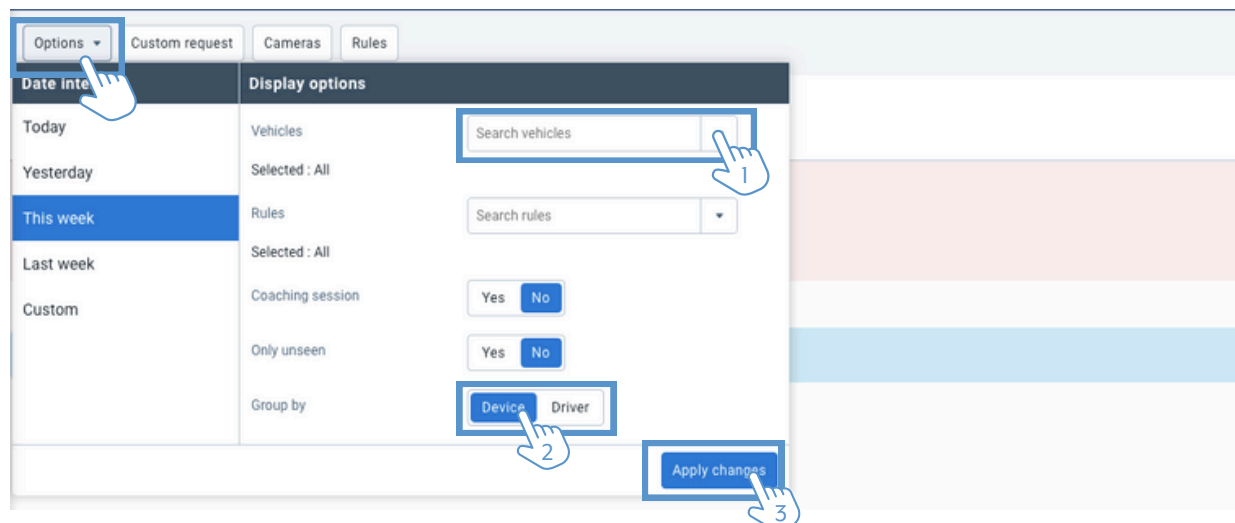 Options
Custom request
Cameras
Rules
Date inte
Display options
Today
Yesterday
This week
Last week
Custom
Vehicles
Search vehicles
1
Selected : All
Rules
Search rules
Selected : All
Coaching session
Yes No
Only unseen
Yes No
Group by
Device Driver
2
Apply changes
3